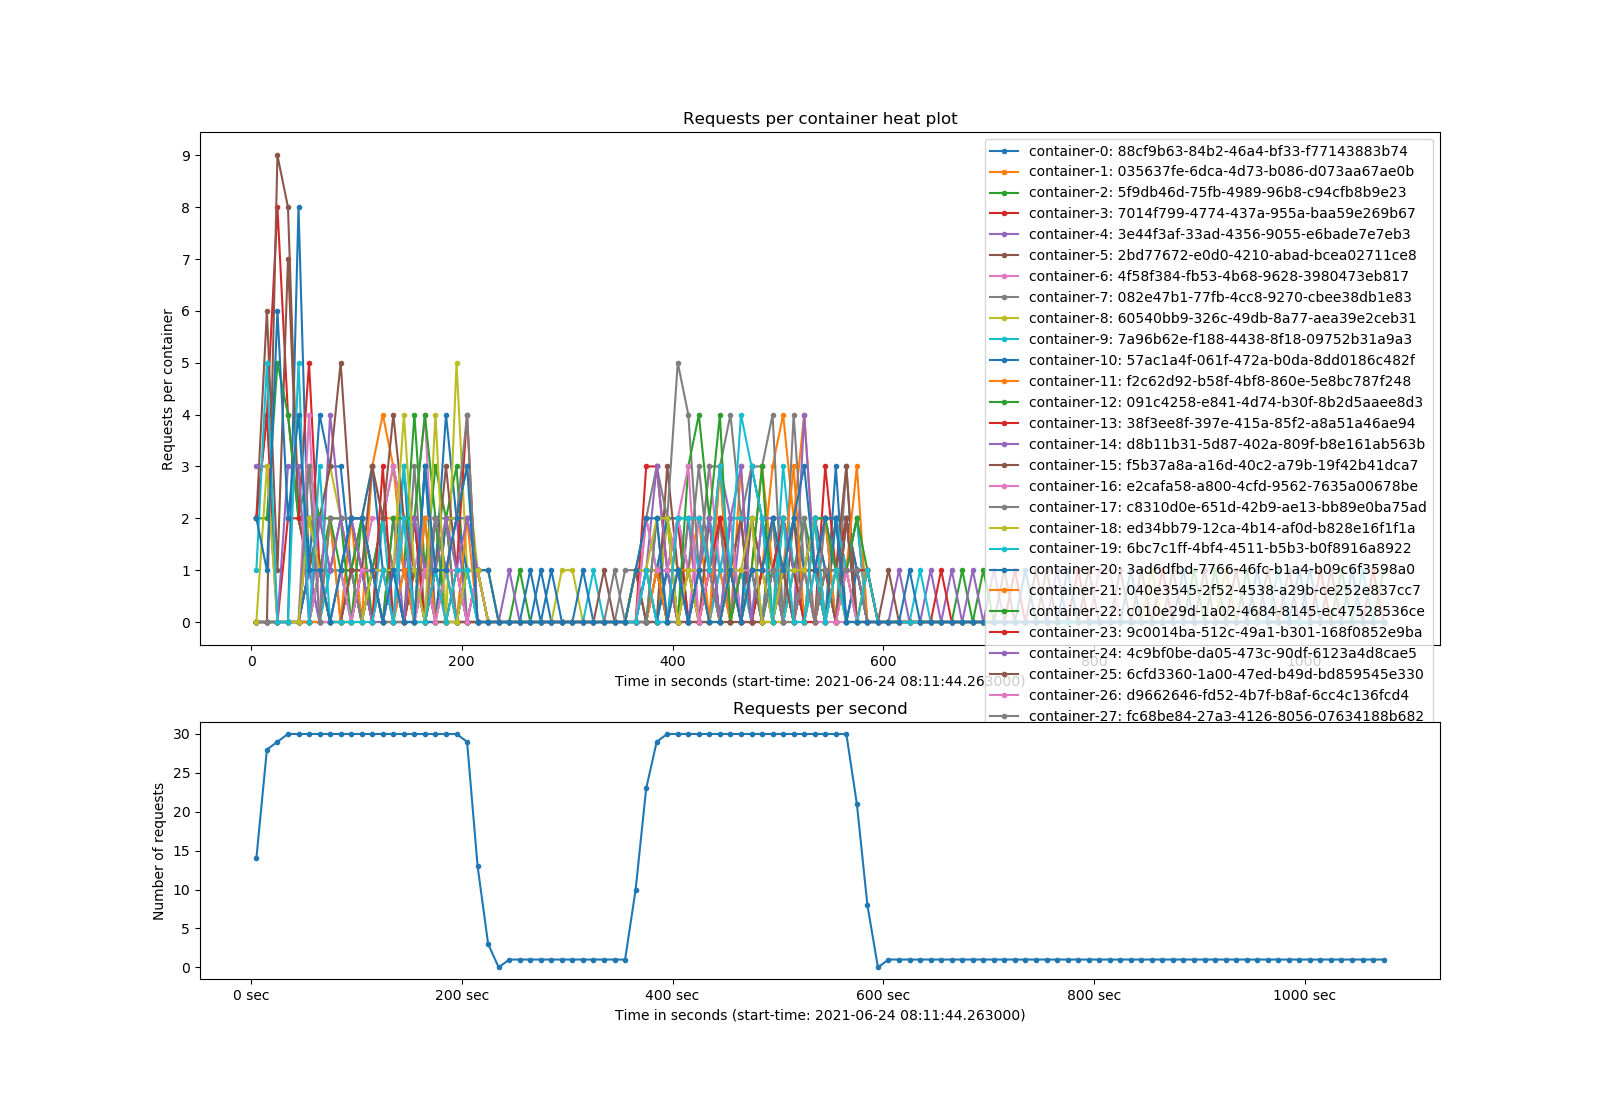 Requests per container heat plot
Requests per container
9
8
7
6
5
4
3
2
1
0
container-0: 88cf9b63-84b2-46a4-bf33-f77143883b74
container-1: 035637fe-6dca-4d73-b086-d073aa67ae0b
container-2: 5f9db46d-75fb-4989-96b8-c94cfb8b9e23
container-3: 7014f799-4774-437a-955a-baa59e269b67
container-4: 3e44f3af-33ad-4356-9055-e6bade7e7eb3
container-5: 2bd77672-e0d0-4210-abad-bcea02711ce8
container-6: 4f58f384-fb53-4b68-9628-3980473eb817
container-7: 082e47b1-77fb-4cc8-9270-cbee38db1e83
container-8: 60540bb9-326c-49db-8a77-aea39e2ceb31
container-9: 7a96b62e-f188-4438-8f18-09752b31a9a3
container-10: 57ac1a4f-061f-472a-b0da-8dd0186c482f
container-11: f2c62d92-b58f-4bf8-860e-5e8bc787f248
container-12: 091c4258-e841-4d74-b30f-8b2d5aaee8d3
container-13: 38f3ee8f-397e-415a-85f2-a8a51a46ae94
container-14: d8b11b31-5d87-402a-809f-b8e161ab563b
container-15: f5b37a8a-a16d-40c2-a79b-19f42b41dca7
container-16: e2cafa58-a800-4cfd-9562-7635a00678be
container-17: c8310d0e-651d-42b9-ae13-bb89e0ba75ad
container-18: ed34bb79-12ca-4b14-af0d-b828e16f1f1a
container-19: 6bc7c1ff-4bf4-4511-b5b3-b0f8916a8922
container-20: 3ad6dfbd-7766-46fc-b1a4-b09c6f3598a0
container-21: 040e3545-2f52-4538-a29b-ce252e837cc7
container-22: c010e29d-1a02-4684-8145-ec47528536ce
container-23: 9c0014ba-512c-49a1-b301-168f0852e9ba
container-24: 4c9bf0be-da05-473c-90df-6123a4d8cae5
container-25: 6cfd3360-1a00-47ed-b49d-bd859545e330
container-26: d9662646-fd52-4b7f-b8af-6cc4c136fcd4
container-27: fc68be84-27a3-4126-8056-07634188b682
0 200 400 600 800 1000
Time in seconds (start-time: 2021-06-24 08:11:44.263000)
Requests per second
Number of requests
30
25
20
15
10
5
0
0 sec 200 sec 400 sec 600 sec 800 sec 1000 sec
Time in seconds (start-time: 2021-06-24 08:11:44.263000)